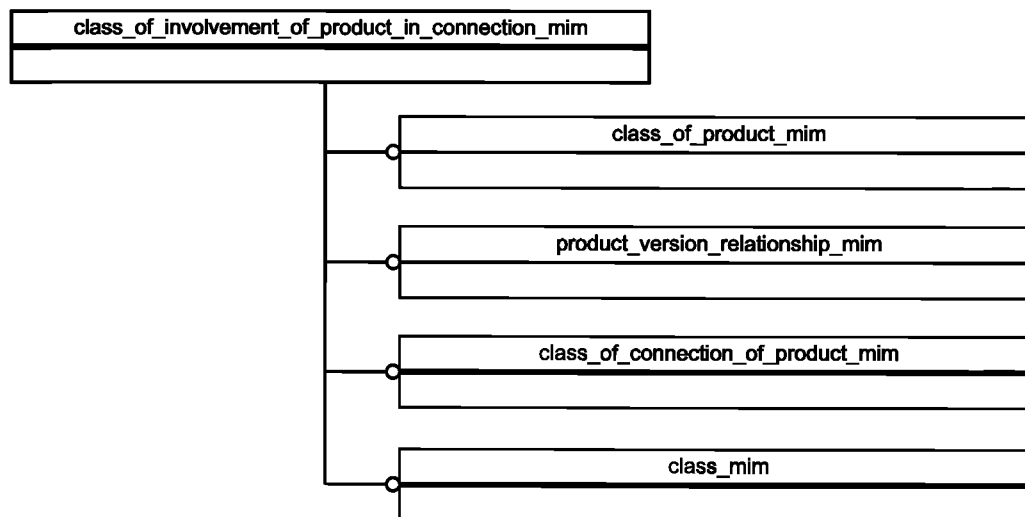 class_of_involvement_of_product_in_connection_mim
class_of_product_mim
product_version_relationship_mim
class_of_connection_of_product_mim
class_mim